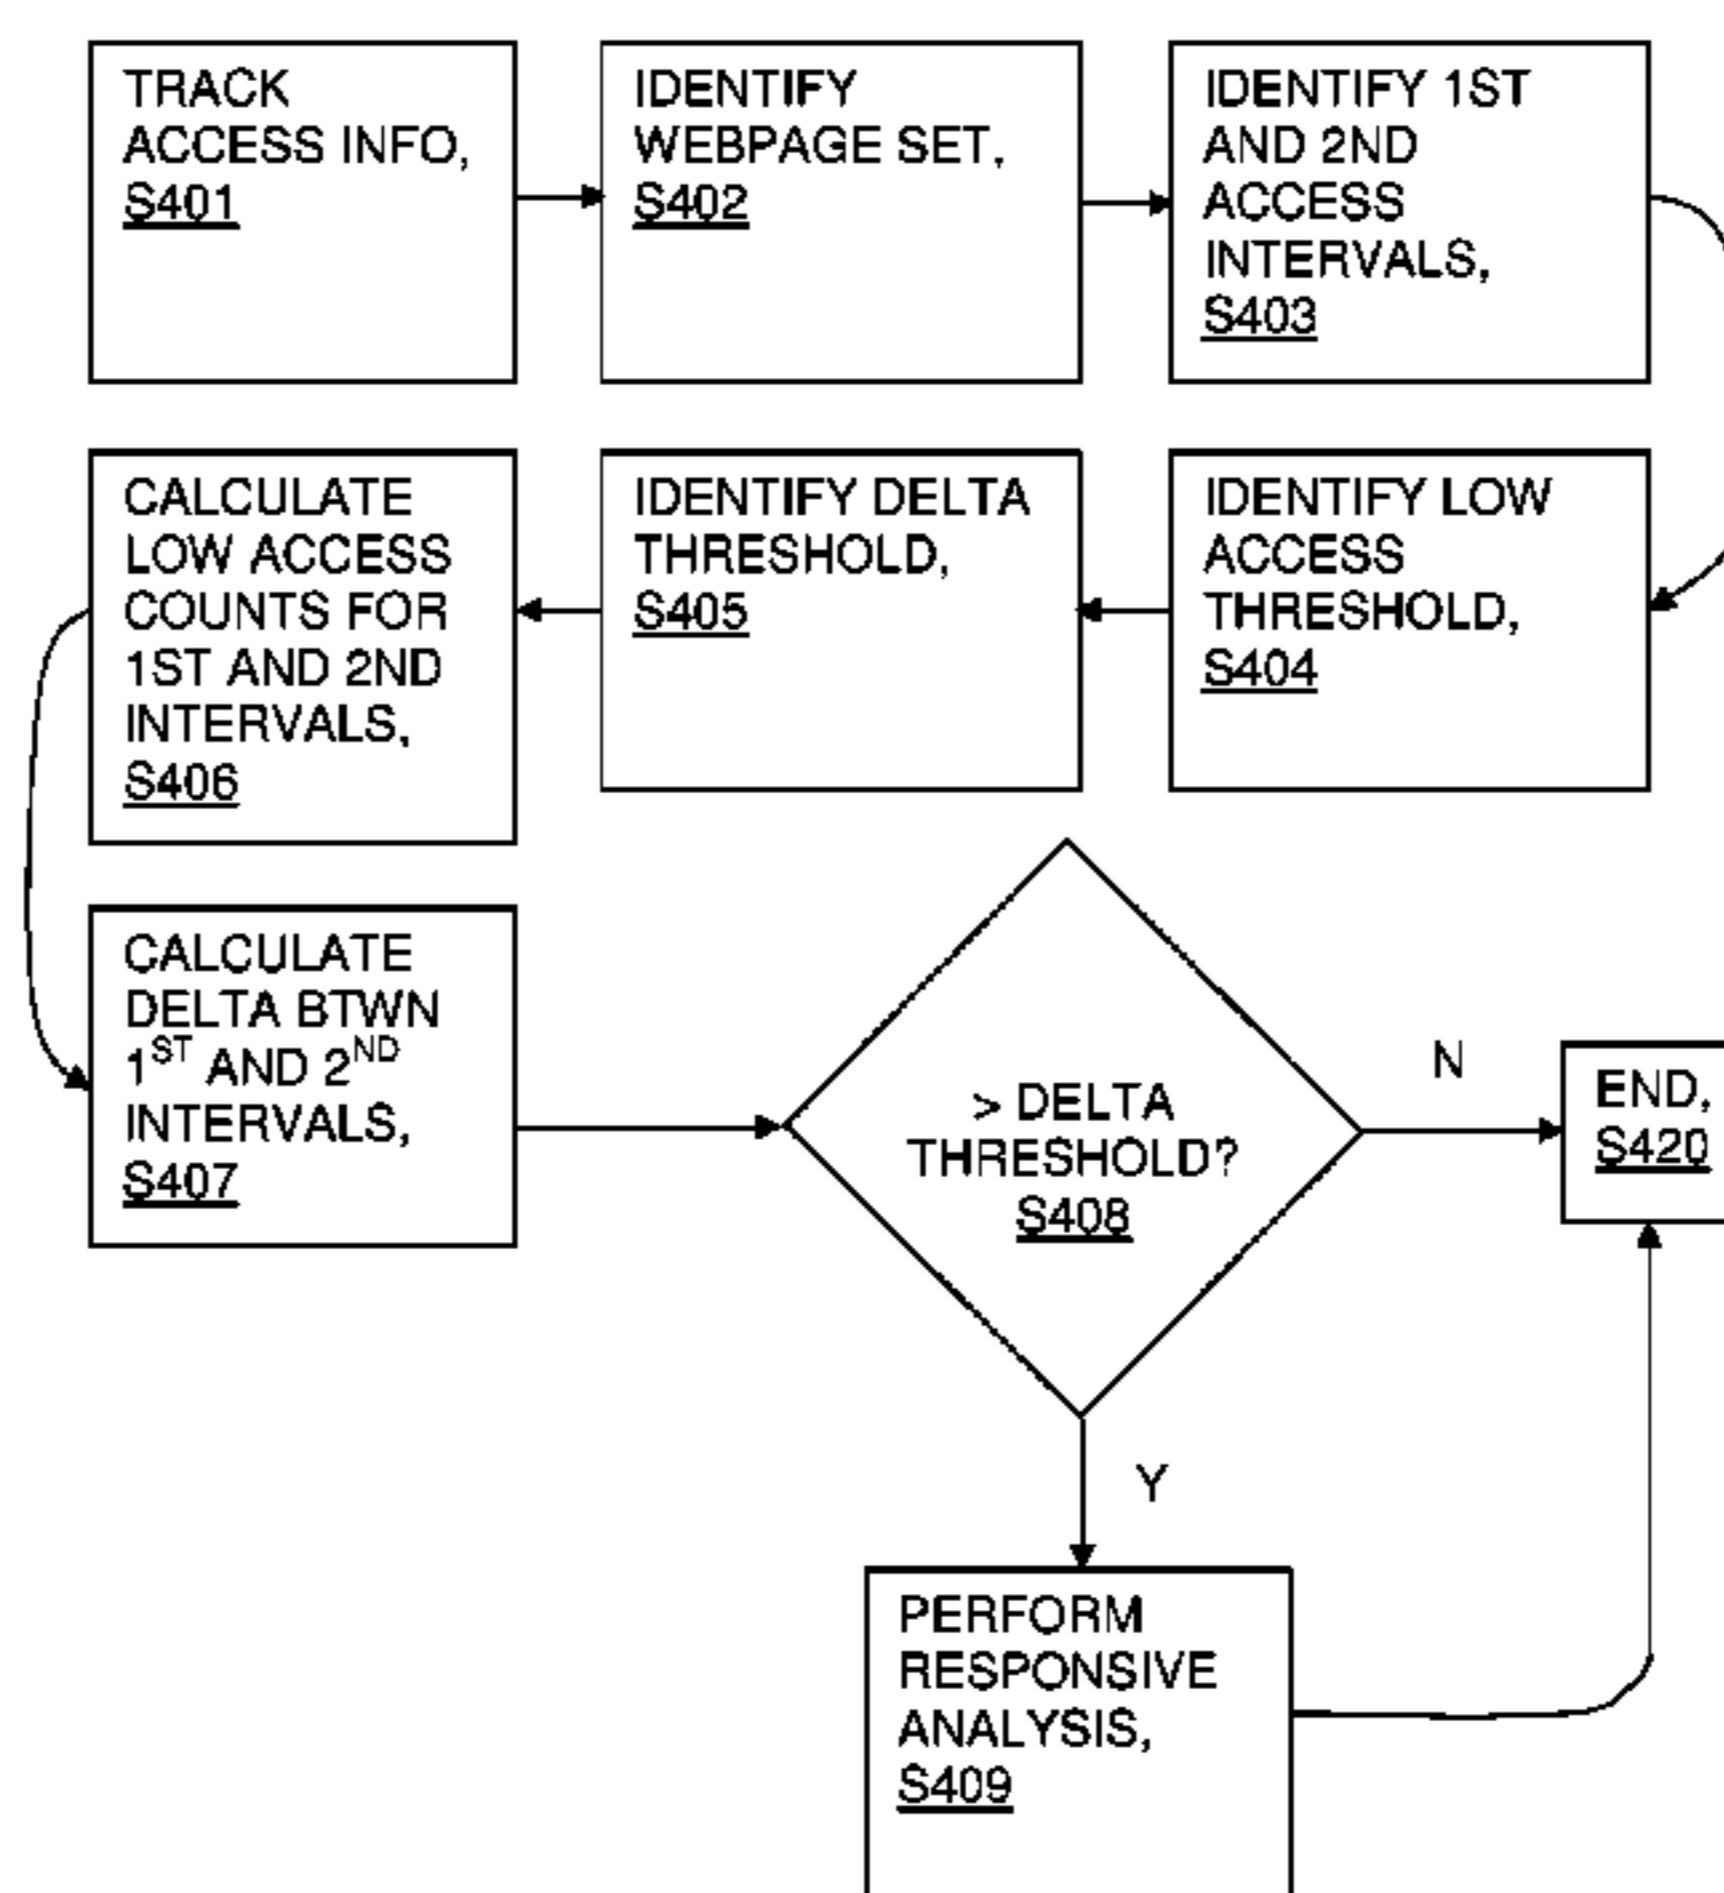 TRACK
ACCESS INFO,
S401
IDENTIFY
WEBPAGE SET,
S402
IDENTIFY 1ST
AND 2ND
ACCESS
INTERVALS,
S403
CALCULATE
LOW ACCESS
COUNTS FOR
1ST AND 2ND
INTERVALS,
S406
IDENTIFY DELTA
THRESHOLD,
S405
IDENTIFY LOW
ACCESS
THRESHOLD,
S404
CALCULATE
DELTA BTWN
1ST AND 2ND
INTERVALS,
S407
> DELTA
THRESHOLD?
S408
N
END,
S420
Y
PERFORM
RESPONSIVE
ANALYSIS,
S409